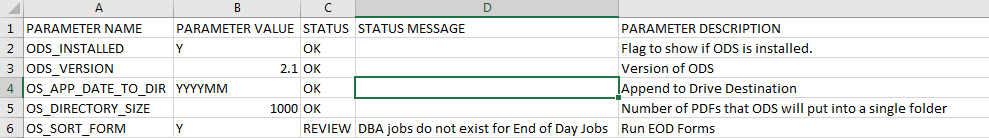 A B C D E
1 PARAMETER NAME PARAMETER VALUE STATUS STATUS MESSAGE PARAMETER DESCRIPTION
2 ODS_INSTALLED Y OK Flag to show if ODS is installed.
3 ODS_VERSION 2.1 OK Version of ODS
4 OS_APP_DATE_TO_DIR YYYYMM OK Append to Drive Destination
5 OS_DIRECTORY_SIZE 1000 OK Number of PDFs that ODS will put into a single folder
6 OS_SORT_FORM Y REVIEW DBA jobs do not exist for End of Day Jobs Run EOD Forms